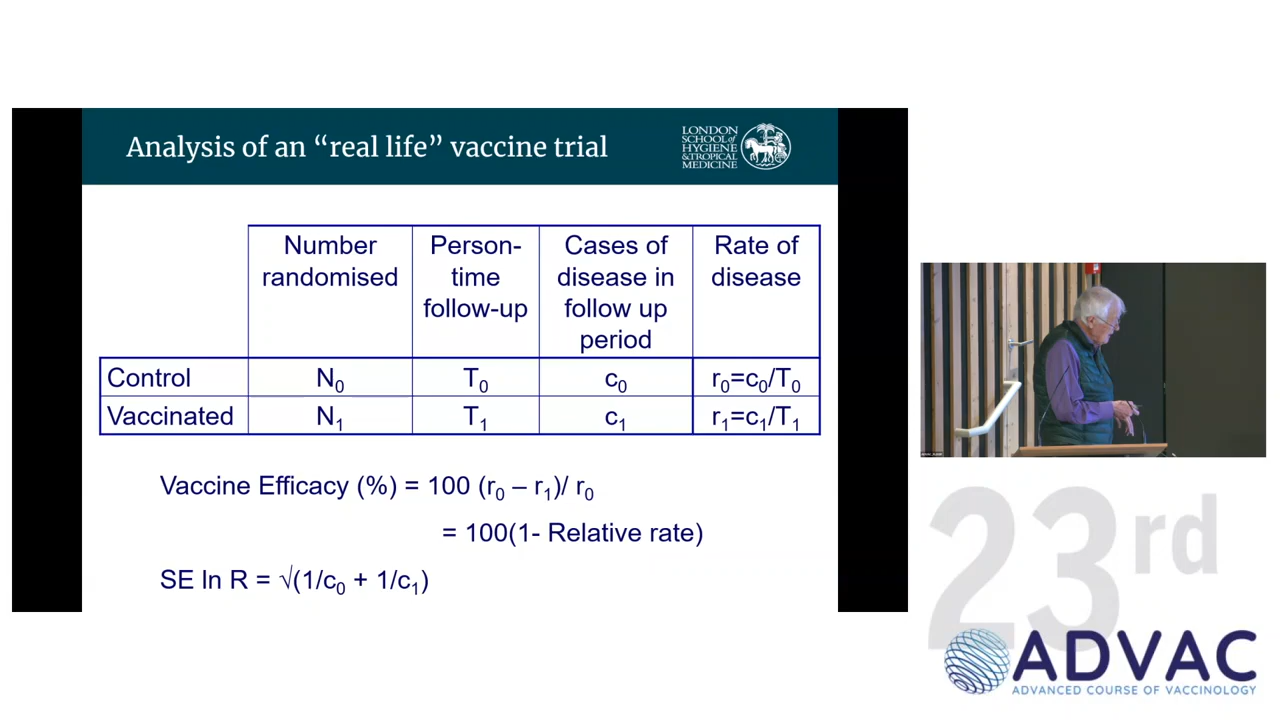 Analysis of an “real life” vaccine trial
LONDON
SCHOOL of
HYGIENE
&TROPICAL
MEDICINE
Number randomised
Person-time follow-up
Cases of disease in follow up period
Rate of disease
Control N₀ T₀ c₀ r₀=c₀/T₀
Vaccinated N₁ T₁ c₁ r₁=c₁/T₁
Vaccine Efficacy (%) = 100 (r₀ – r₁)/ r₀
= 100(1- Relative rate)
SE ln R = √(1/c₀ + 1/c₁)
23rd
ADVAC
ADVANCED COURSE OF VACCINOLOGY